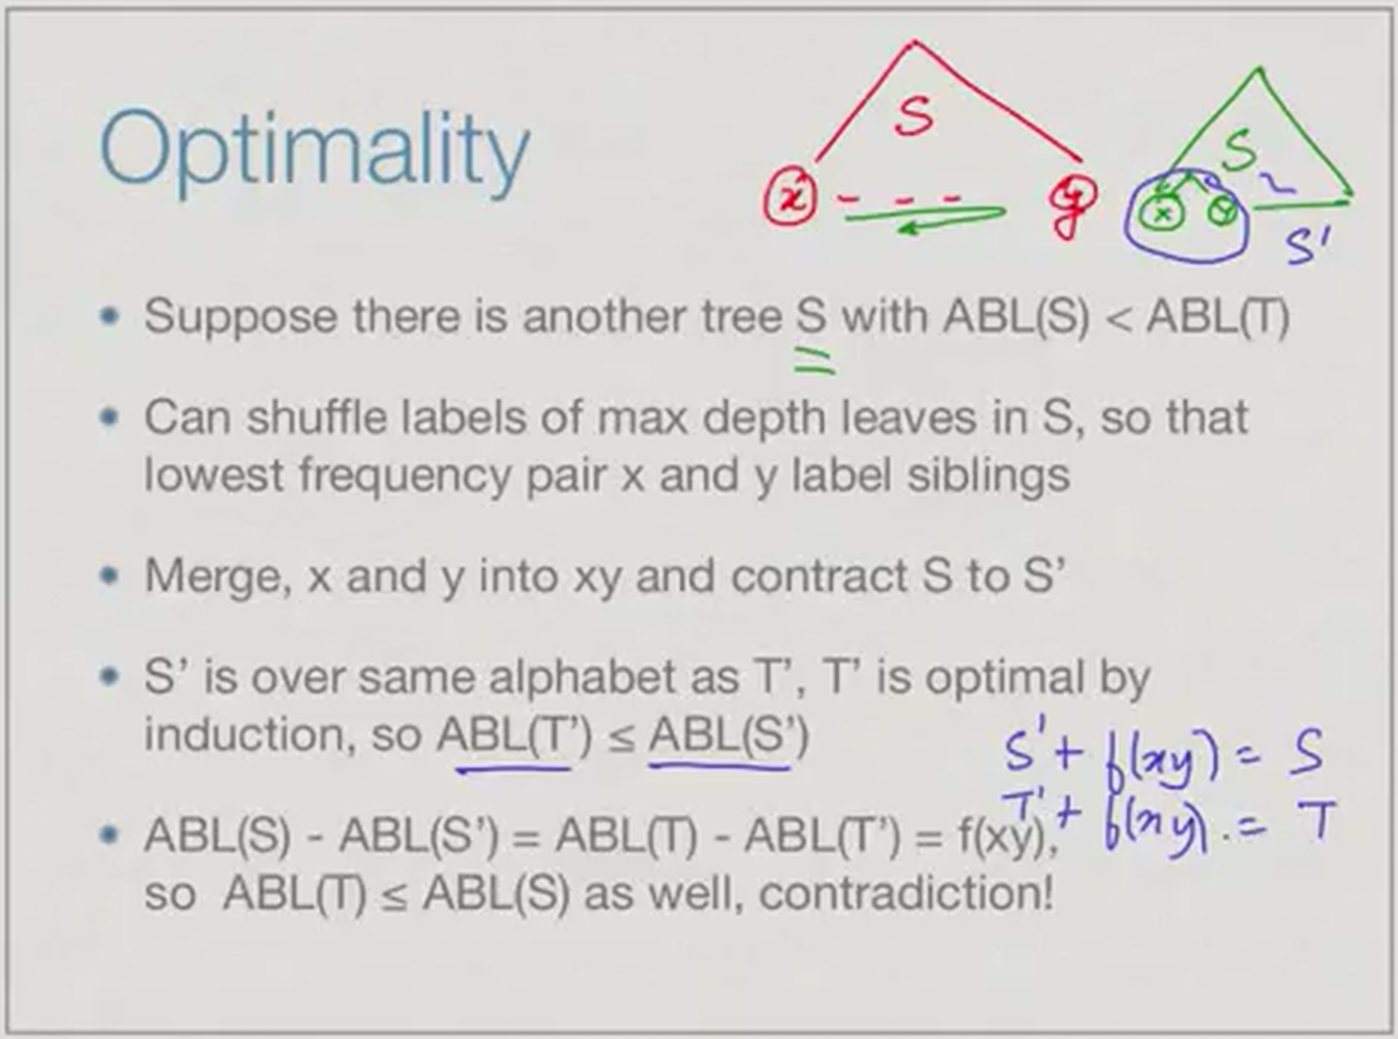 Optimality
S
x
y
S
x
y
S'
• Suppose there is another tree S with ABL(S) < ABL(T)
• Can shuffle labels of max depth leaves in S, so that
lowest frequency pair x and y label siblings
• Merge, x and y into xy and contract S to S’
• S’ is over same alphabet as T’, T’ is optimal by
induction, so ABL(T’) ≤ ABL(S’)
S' + f(xy) = S
T' + f(xy) . = T
• ABL(S) - ABL(S’) = ABL(T) - ABL(T’) = f(xy),
so ABL(T) ≤ ABL(S) as well, contradiction!